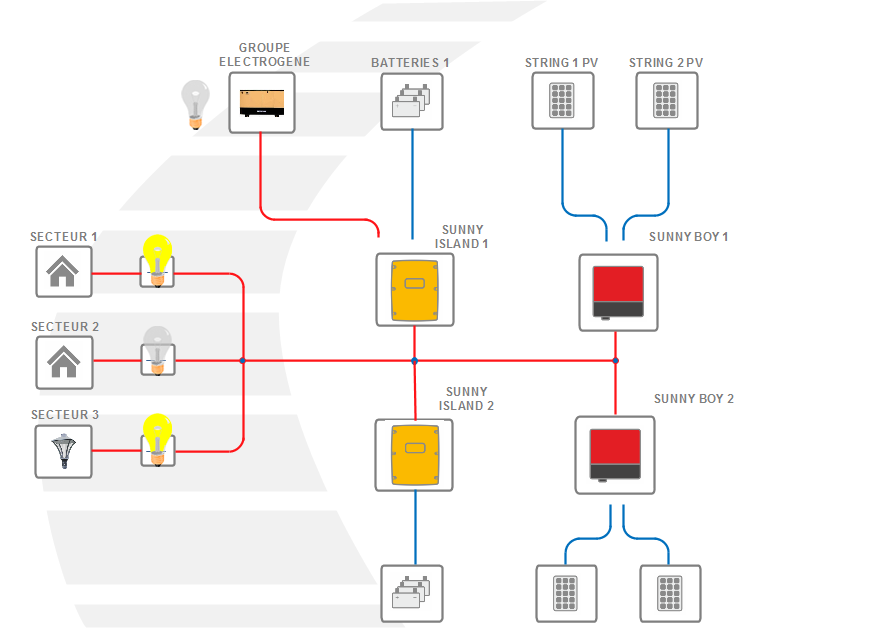 GROUPE
ELECTROGENE
BATTERIES 1
STRING 1 PV
STRING 2 PV
SECTEUR 1
SUNNY
ISLAND 1
SUNNY BOY 1
SECTEUR 2
SUNNY
ISLAND 2
SUNNY BOY 2
SECTEUR 3